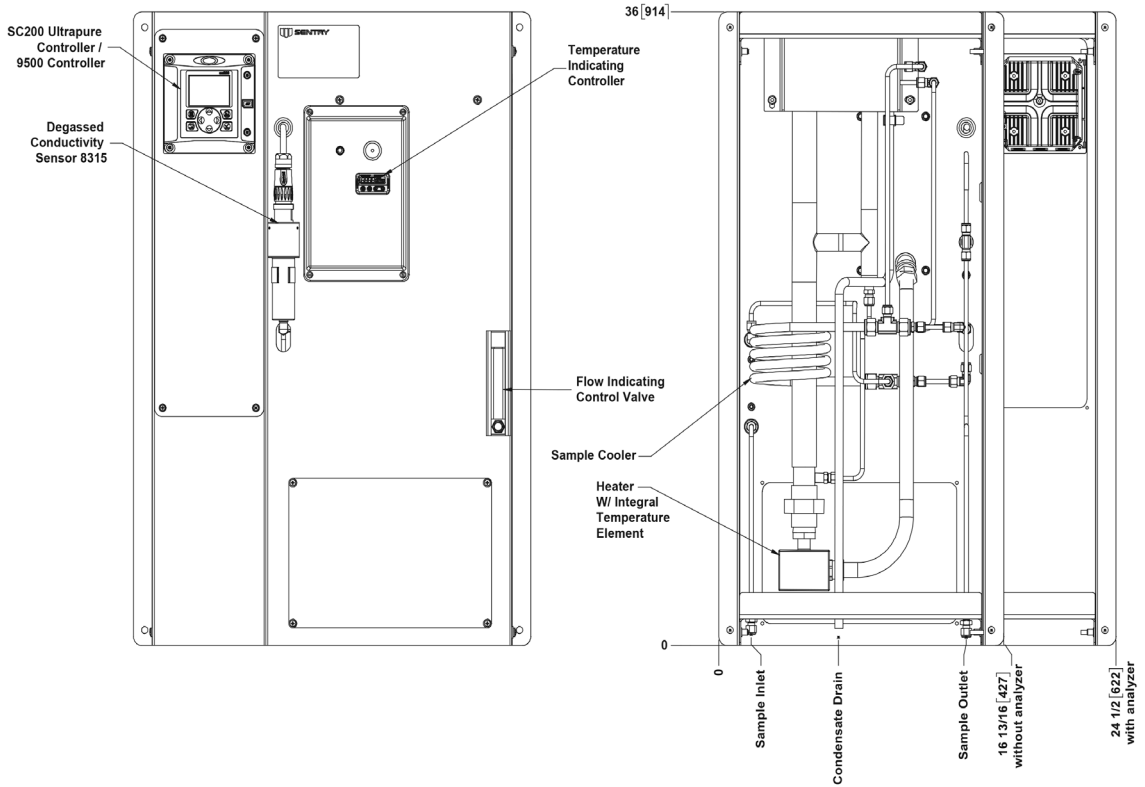 SC200 Ultrapure
Controller /
9500 Controller
Degassed
Conductivity
Sensor 8315
SENTRY
Temperature
Indicating
Controller
Flow Indicating
Control Valve
Sample Cooler
Heater
W/ Integral
Temperature
Element
36 [914]
0
0
Sample Inlet
Condensate Drain
Sample Outlet
16 13/16 [427]
without analyzer
24 1/2 [622]
with analyzer